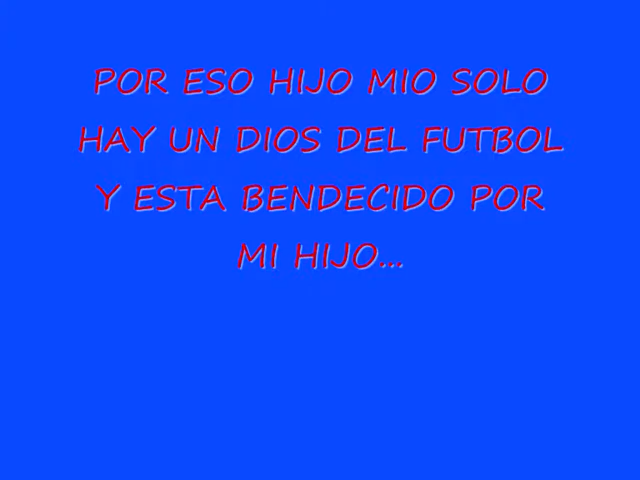 POR ESO HIJO MIO SOLO
HAY UN DIOS DEL FUTBOL
Y ESTA BENDECIDO POR
MI HIJO...